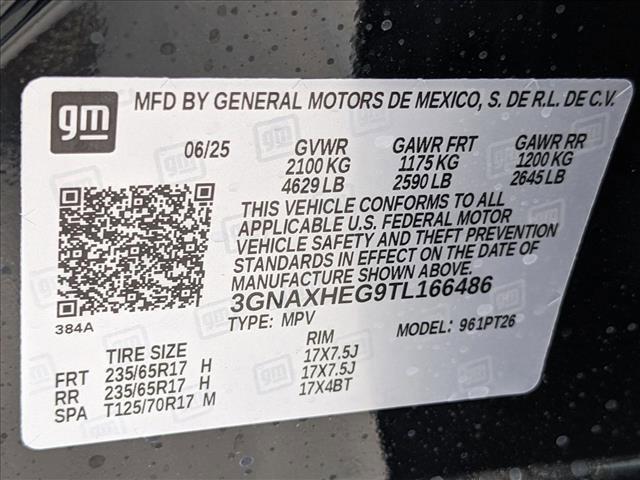 gm
MFD BY GENERAL MOTORS DE MEXICO, S. DE R.L. DE C.V.
06/25 GVWR GAWR FRT GAWR RR
2100 KG 1175 KG 1200 KG
4629 LB 2590 LB 2645 LB
THIS VEHICLE CONFORMS TO ALL
APPLICABLE U.S. FEDERAL MOTOR
VEHICLE SAFETY AND THEFT PREVENTION
STANDARDS IN EFFECT ON THE DATE OF
MANUFACTURE SHOWN ABOVE.
3GNAXHEG9TL166486
384A
TYPE: MPV MODEL: 961PT26
TIRE SIZE RIM
FRT 235/65R17 H 17X7.5J
RR 235/65R17 H 17X7.5J
SPA T125/70R17 M 17X4BT